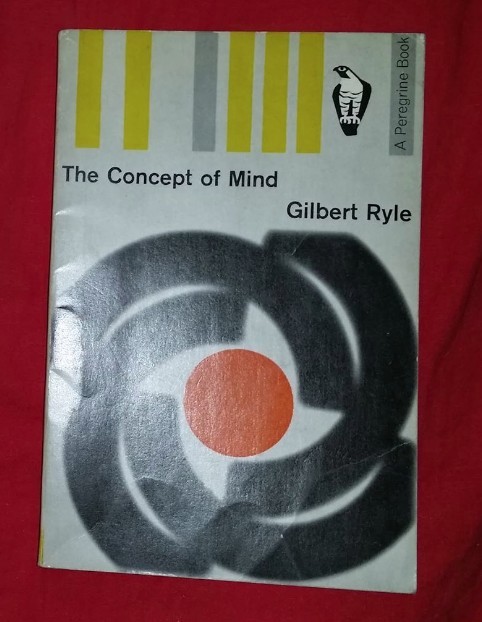 A Peregrine Book
The Concept of Mind
Gilbert Ryle